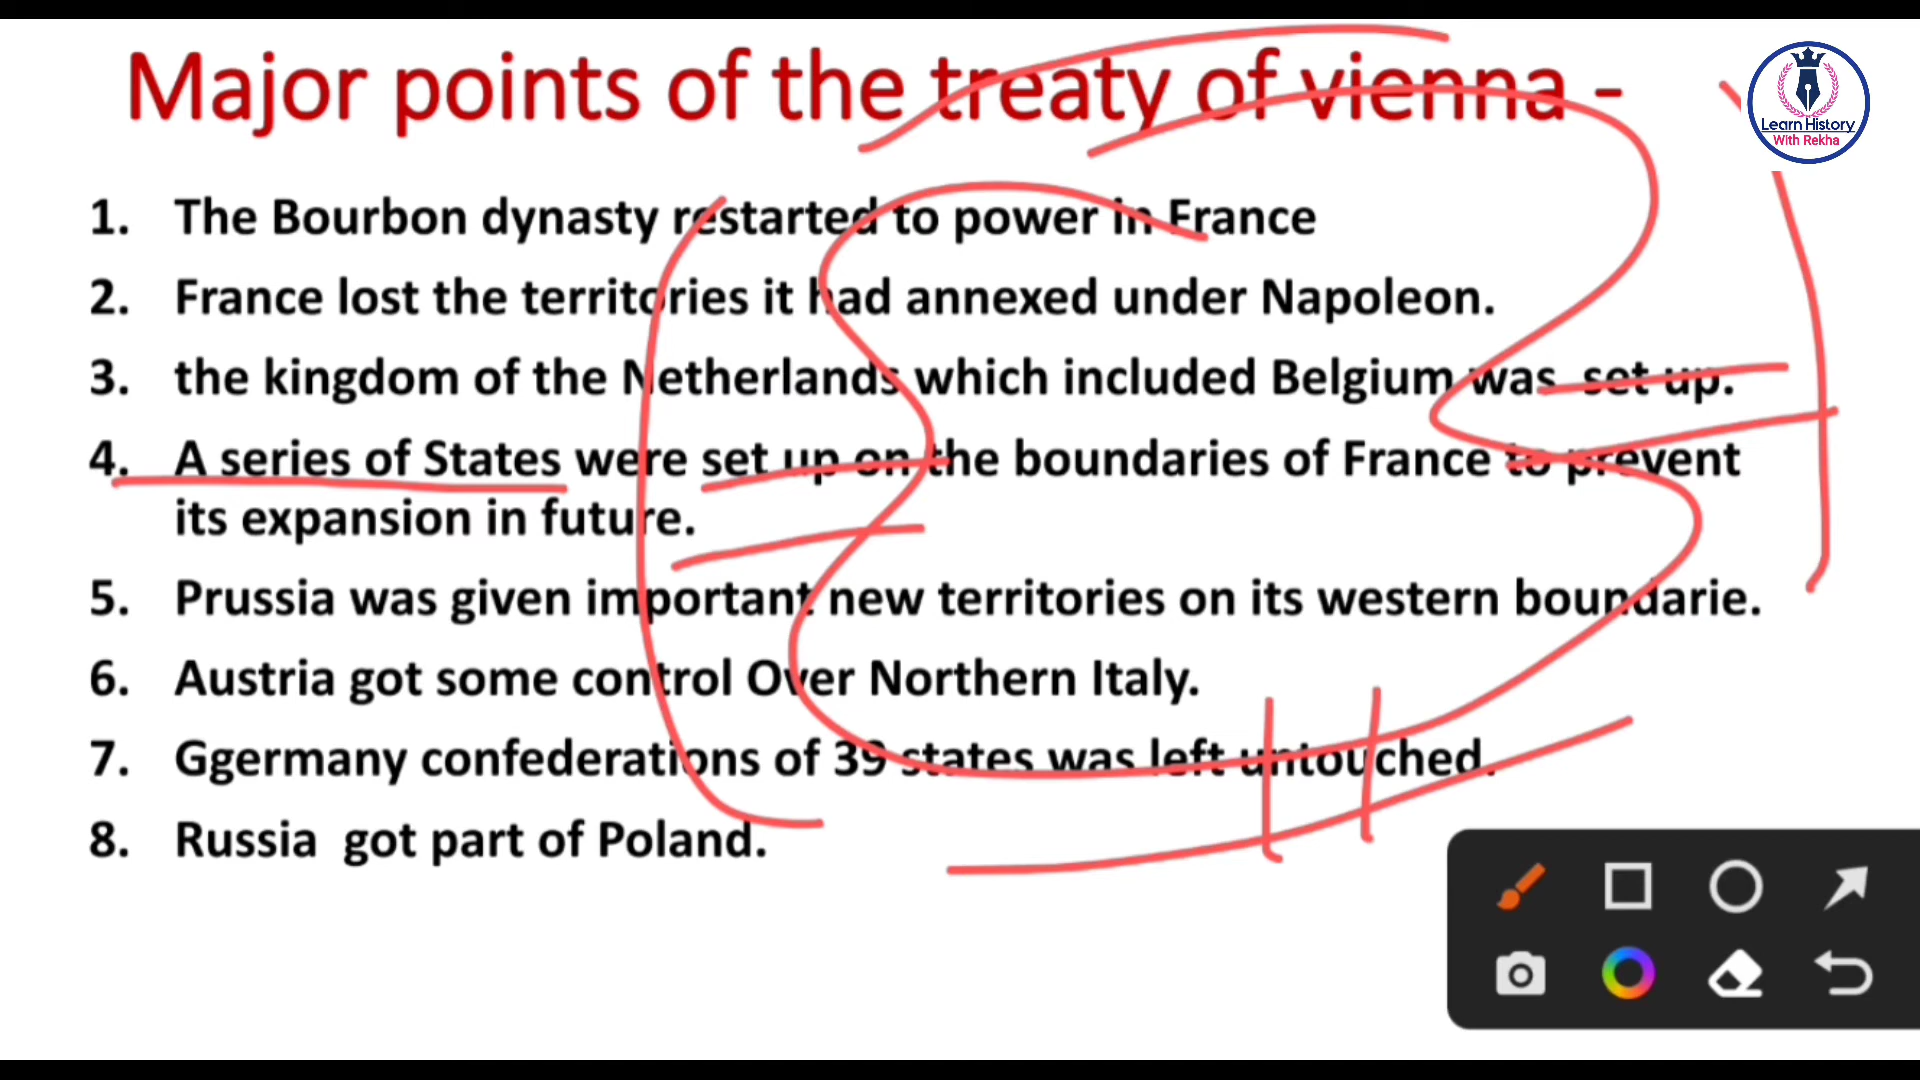 Major points of the treaty of vienna -
Learn History
With Rekha
1. The Bourbon dynasty restarted to power in France
2. France lost the territories it had annexed under Napoleon.
3. the kingdom of the Netherlands which included Belgium was set up.
4. A series of States were set up on the boundaries of France to prevent
its expansion in future.
5. Prussia was given important new territories on its western boundarie.
6. Austria got some control Over Northern Italy.
7. Ggermany confederations of 39 states was left untouched.
8. Russia got part of Poland.